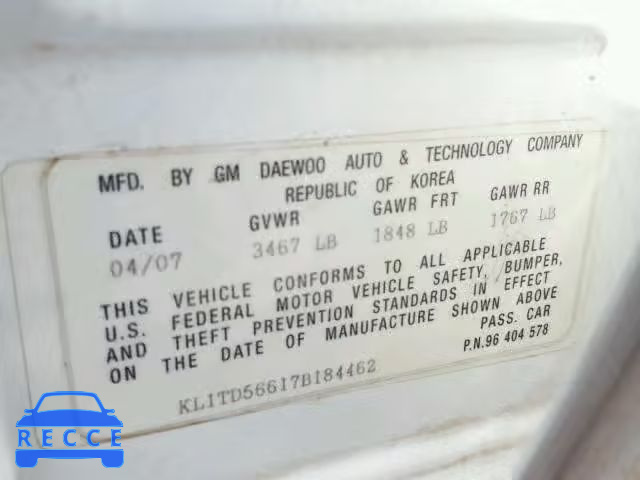 MFD. BY GM DAEWOO AUTO & TECHNOLOGY COMPANY
REPUBLIC OF KOREA
DATE GVWR GAWR FRT GAWR RR
04/07 3467 LB 1848 LB 1767 LB
THIS VEHICLE CONFORMS TO ALL APPLICABLE
U.S. FEDERAL MOTOR VEHICLE SAFETY, BUMPER,
AND THEFT PREVENTION STANDARDS IN EFFECT
ON THE DATE OF MANUFACTURE SHOWN ABOVE
PASS. CAR
P.N.96 404 578
KL1TD56617B184462
RECCE